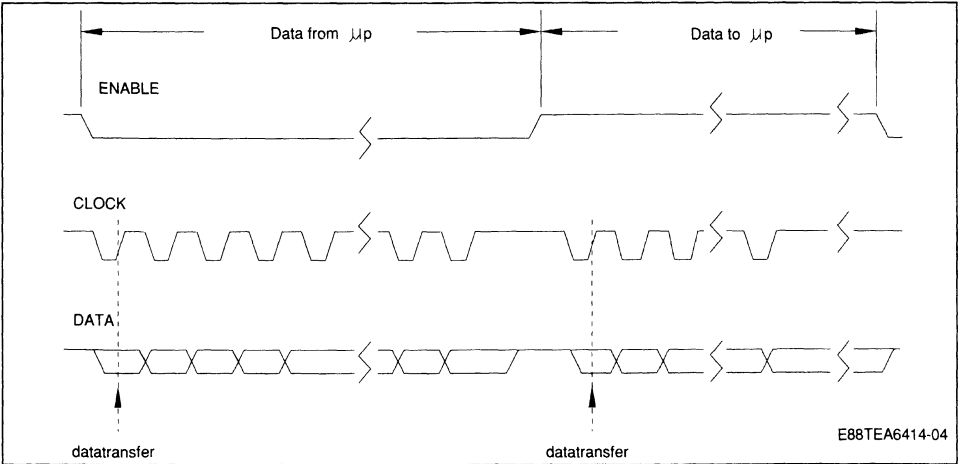 Data from μp
Data to μp
ENABLE
CLOCK
DATA
datatransfer
datatransfer
E88TEA6414-04